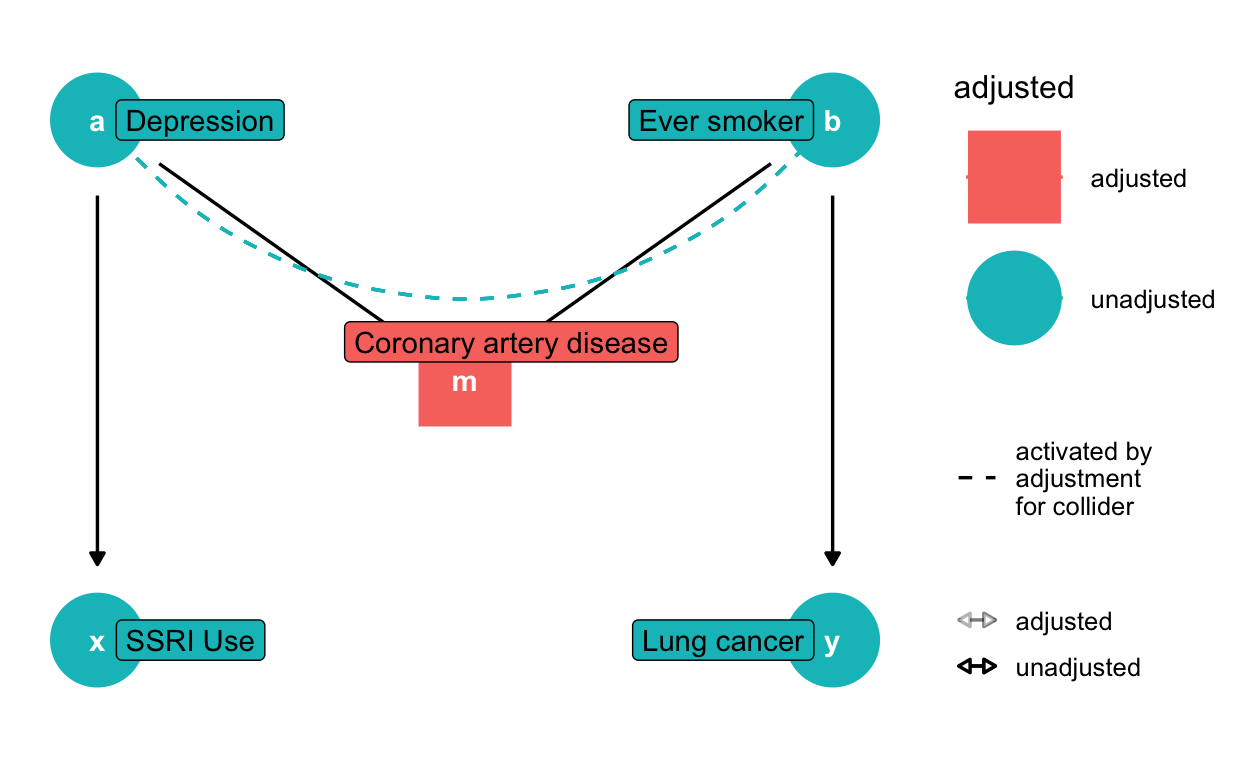 a Depression
Ever smoker b
Coronary artery disease
m
x SSRI Use
Lung cancer y
adjusted
adjusted
unadjusted
activated by
adjustment
for collider
adjusted
unadjusted